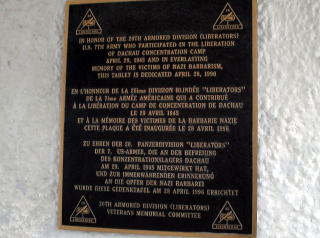 IN HONOR OF THE 20TH ARMORED DIVISION (LIBERATORS)
U.S. 7TH ARMY WHO PARTICIPATED IN THE LIBERATION
OF DACHAU CONCENTRATION CAMP
APRIL 29, 1945 AND IN EVERLASTING
MEMORY OF THE VICTIMS OF NAZI BARBARISM,
THIS TABLET IS DEDICATED APRIL 28, 1996
EN L'HONNEUR DE LA 20ième DIVISION BLINDÉE "LIBERATORS"
DE LA 7ième ARMÉE AMÉRICAINE QUI A CONTRIBUÉ
À LA LIBÉRATION DU CAMP DE CONCENTRATION DE DACHAU
LE 29 AVRIL 1945
ET À LA MÉMOIRE DES VICTIMES DE LA BARBARIE NAZIE
CETTE PLAQUE A ÉTÉ INAUGURÉE LE 28 AVRIL 1996
ZU EHREN DER 20. PANZERDIVISION "LIBERATORS"
DER 7. US-ARMEE, DIE AN DER BEFREIUNG
DES KONZENTRATIONSLAGERS DACHAU
AM 29. APRIL 1945 MITGEWIRKT HAT,
UND ZUR IMMERWÄHRENDEN ERINNERUNG
AN DIE OPFER DER NAZI BARBAREI
WURDE DIESE GEDENKTAFEL AM 28 APRIL 1996 ERRICHTET
20TH ARMORED DIVISION (LIBERATORS)
VETERANS MEMORIAL COMMITTEE